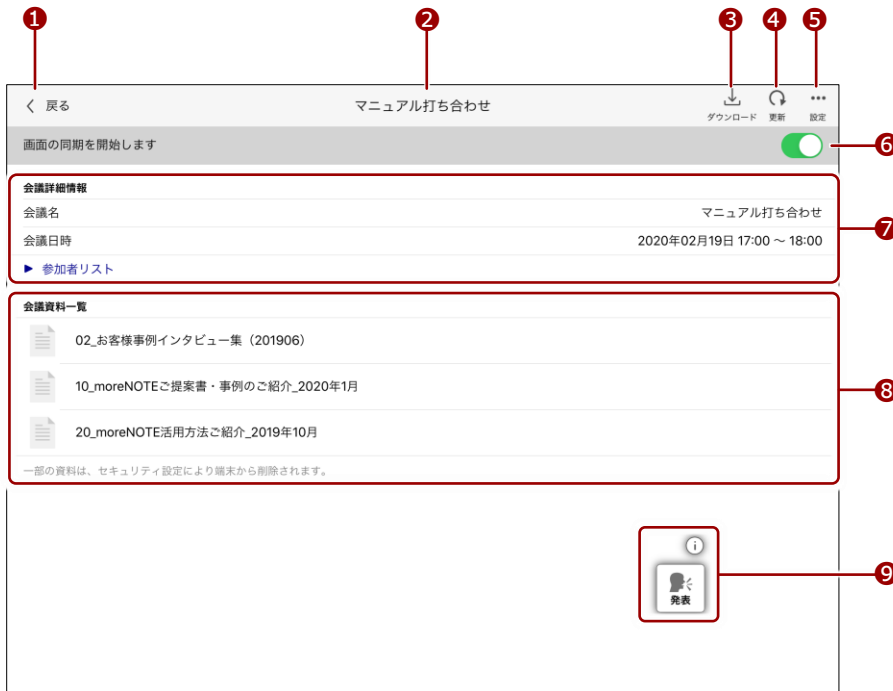 ❶ ❷ ❸ ❹ ❺
戻る マニュアル打ち合わせ ダウンロード 更新 設定
画面の同期を開始します ❻
会議詳細情報
会議名 マニュアル打ち合わせ ❼
会議日時 2020年02月19日 17:00 ～ 18:00
▶ 参加者リスト
会議資料一覧
02_お客様事例インタビュー集（201906）
10_moreNOTEご提案書・事例のご紹介_2020年1月 ❽
20_moreNOTE活用方法ご紹介_2019年10月
一部の資料は、セキュリティ設定により端末から削除されます。
i
発表 ❾